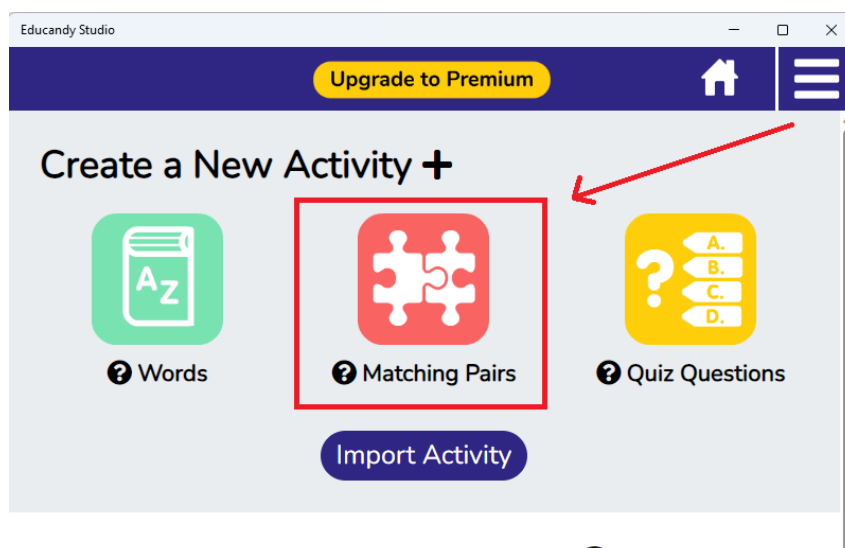 Educandy Studio
Upgrade to Premium
Create a New Activity +
A Z
? A.
B.
C.
D.
? Words
? Matching Pairs
? Quiz Questions
Import Activity